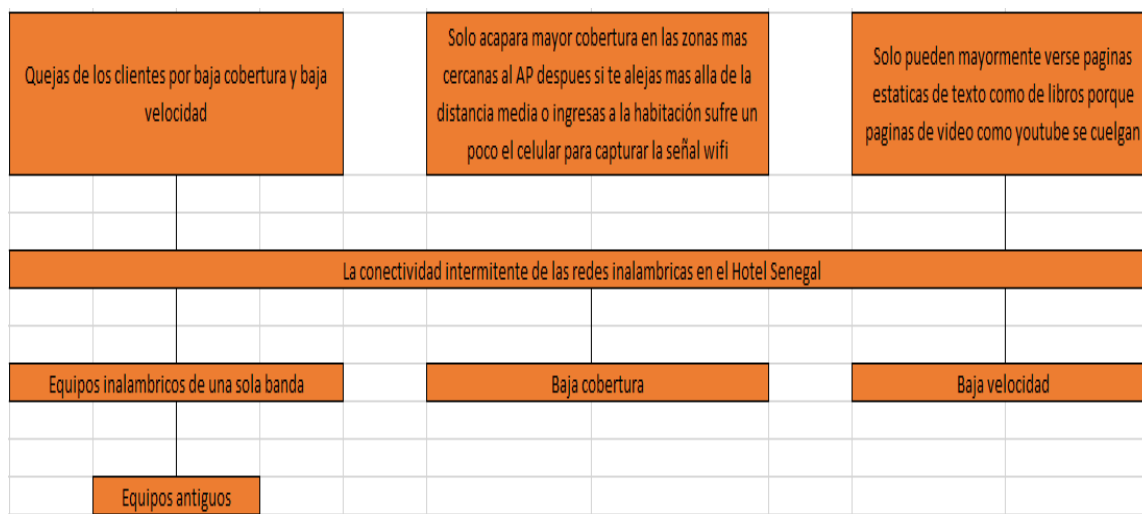 Quejas de los clientes por baja cobertura y baja
velocidad
Solo acapara mayor cobertura en las zonas mas
cercanas al AP despues si te alejas mas alla de la
distancia media o ingresas a la habitación sufre un
poco el celular para capturar la señal wifi
Solo pueden mayormente verse paginas
estaticas de texto como de libros porque
paginas de video como youtube se cuelgan
La conectividad intermitente de las redes inalambricas en el Hotel Senegal
Equipos inalambricos de una sola banda
Baja cobertura
Baja velocidad
Equipos antiguos